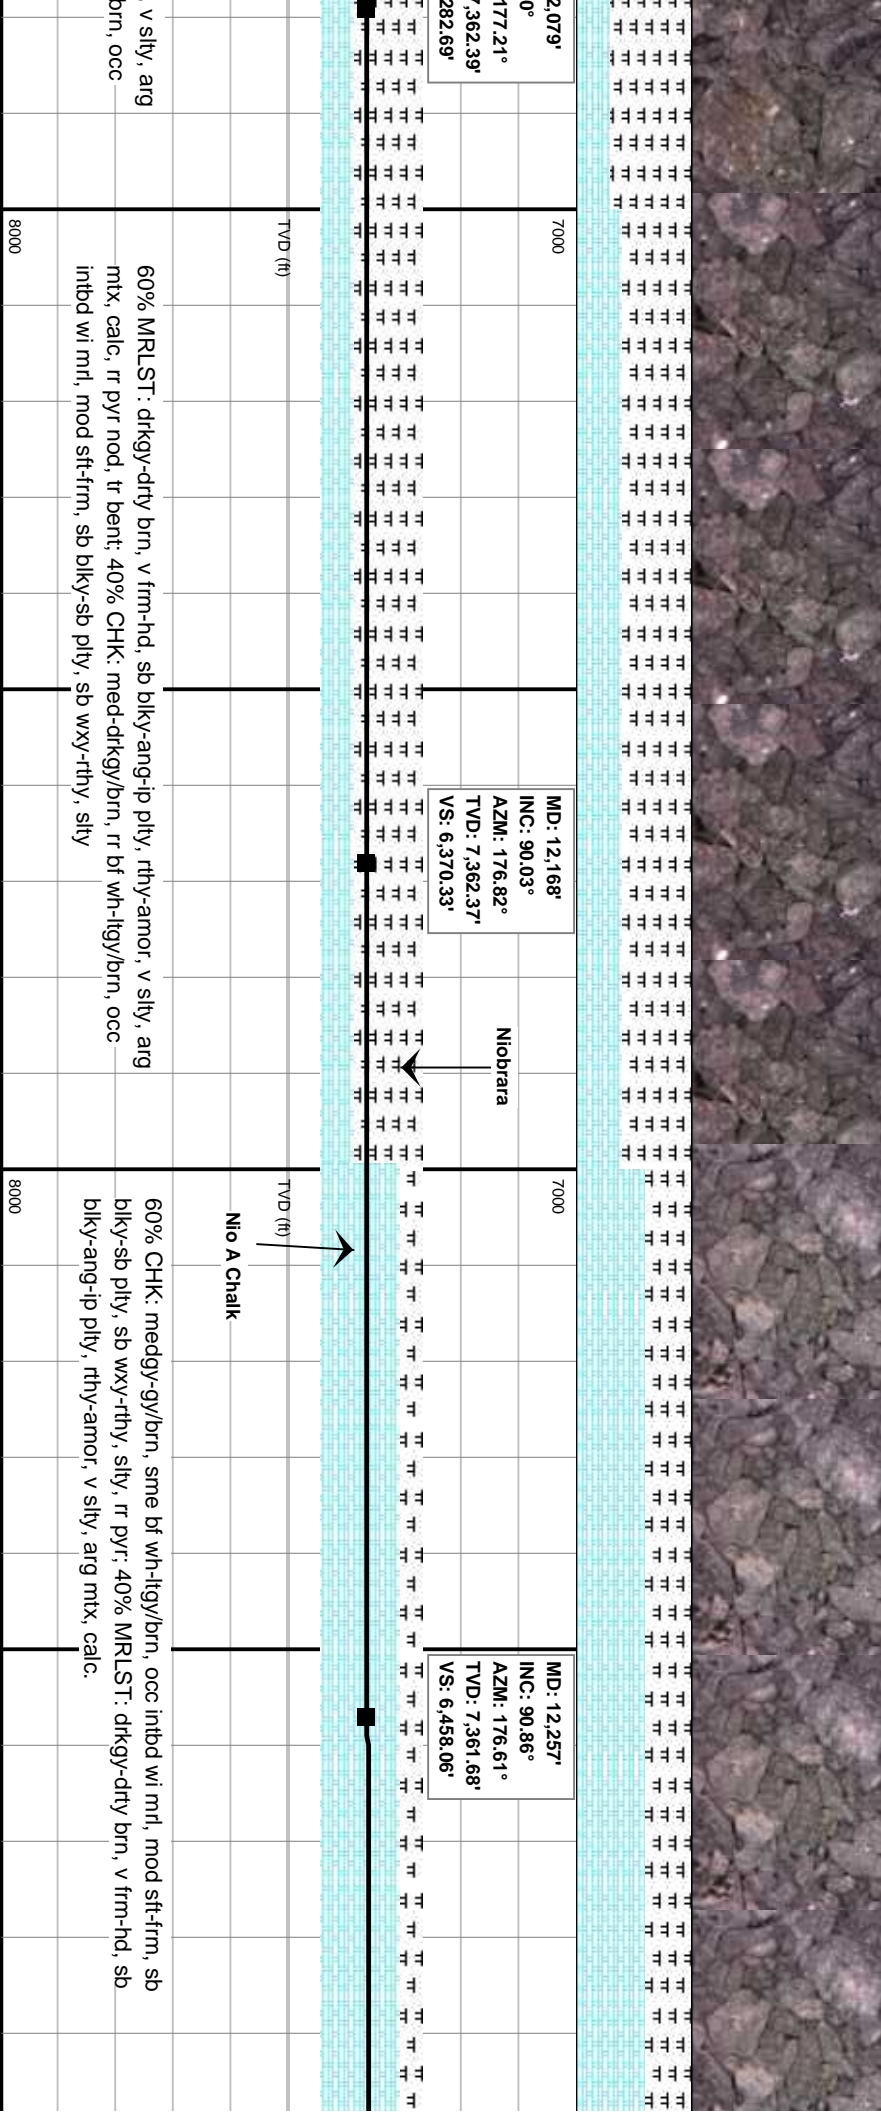 , v slty, arg
brn, occ
2,079'
0°
177.21°
7,362.39'
282.69'
7000
TVD (ft)
8000
60% MRLST: drkgy-drty brn, v frm-hd, sb blky-ang-ip plty, rthy-amor, v slty, arg
mtx, calc, rr pyr nod, tr bent; 40% CHK: med-drkgy/brn, rr bf wh-ltgy/brn, occ
intbd wi mrl, mod sft-frm, sb blky-sb plty, sb wxy-rthy, slty
MD: 12,168'
INC: 90.03°
AZM: 176.82°
TVD: 7,362.37'
VS: 6,370.33'
Niobrara
7000
TVD (ft)
8000
Nio A Chalk
60% CHK: medgy-gy/brn, sme bf wh-ltgy/brn, occ intbd wi mrl, mod sft-frm, sb
blky-sb plty, sb wxy-rthy, slty, rr pyr; 40% MRLST: drkgy-drty brn, v frm-hd, sb
blky-ang-ip plty, rthy-amor, v slty, arg mtx, calc.
MD: 12,257'
INC: 90.86°
AZM: 176.61°
TVD: 7,361.68'
VS: 6,458.06'